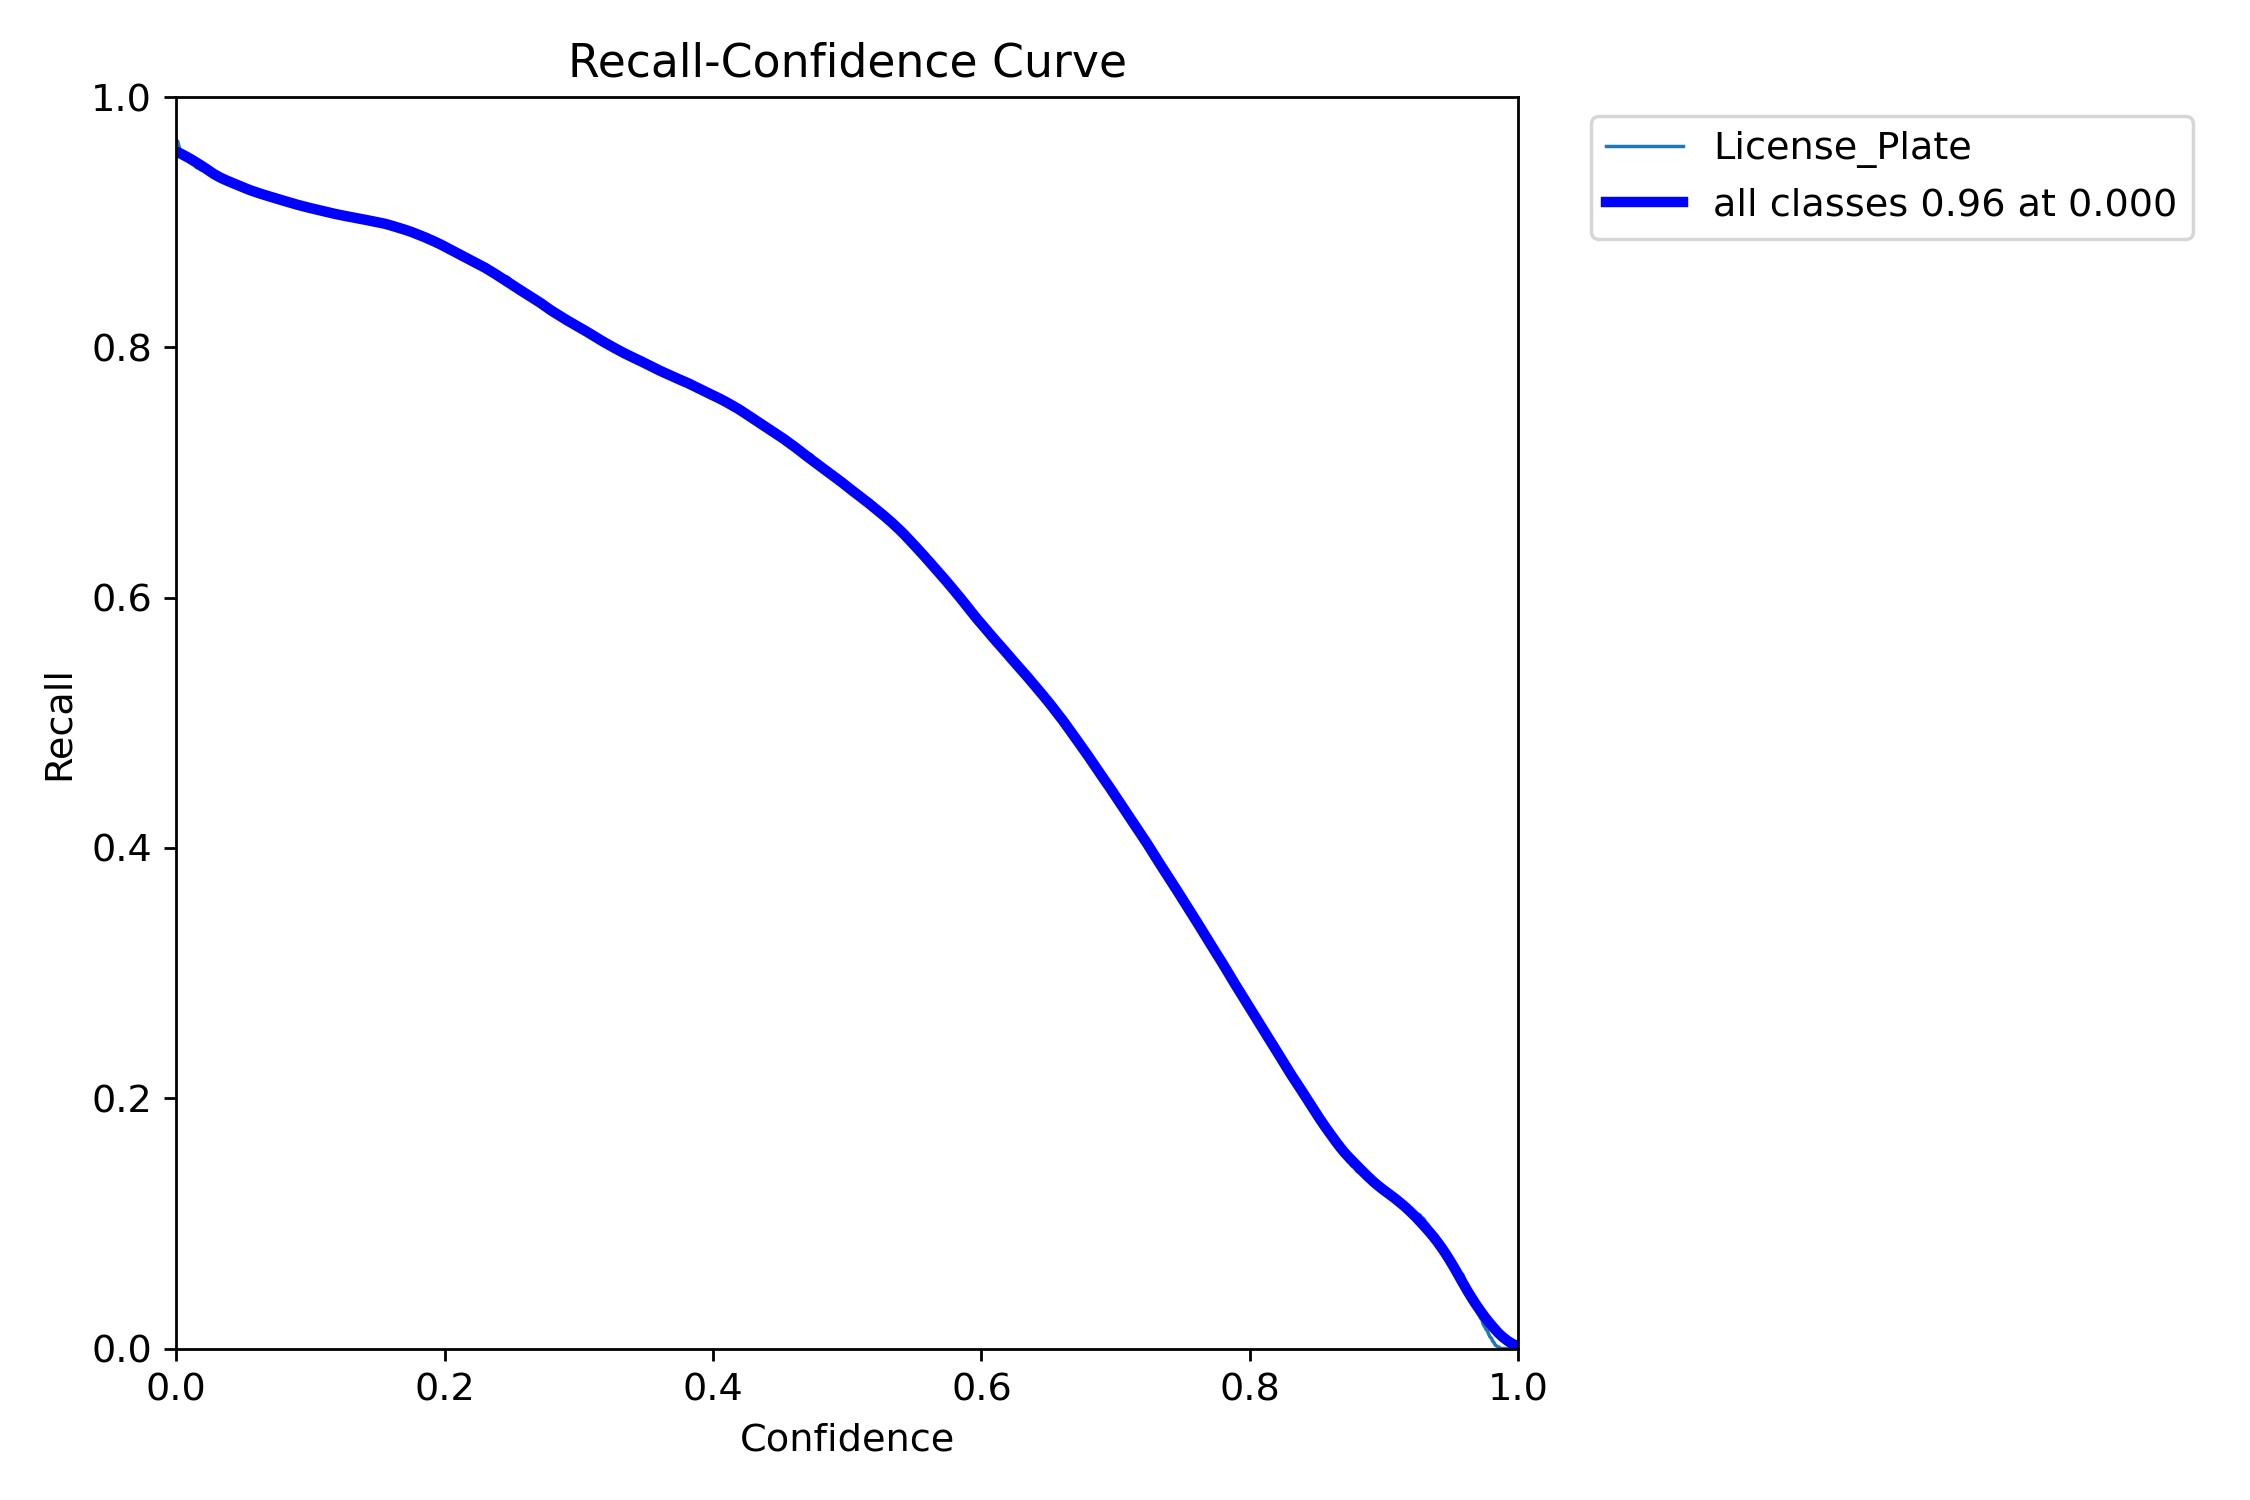 Recall-Confidence Curve
License_Plate
all classes 0.96 at 0.000
1.0
0.8
0.6
0.4
0.2
0.0
Recall
0.0 0.2 0.4 0.6 0.8 1.0
Confidence